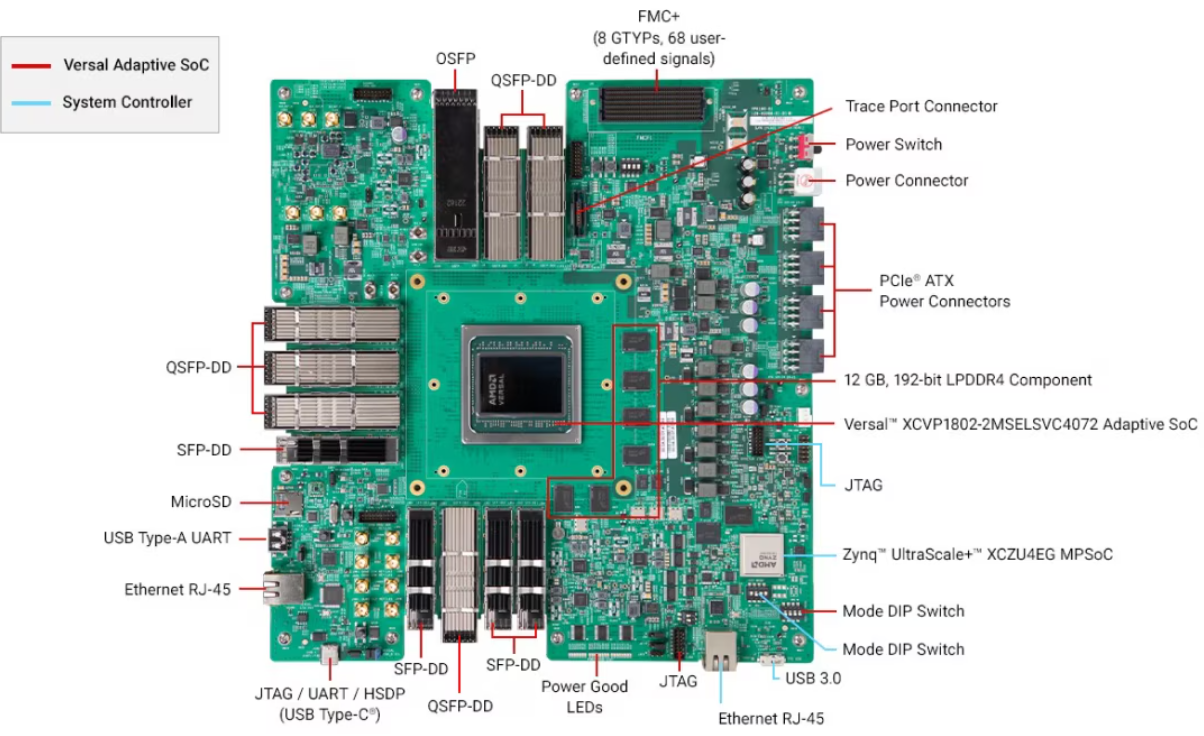 FMC+
(8 GTYPs, 68 user-
defined signals)
Versal Adaptive SoC
System Controller
OSFP
QSFP-DD
Trace Port Connector
Power Switch
Power Connector
PCIe® ATX
Power Connectors
QSFP-DD
12 GB, 192-bit LPDDR4 Component
AMD
VERSAL
Versal™ XCVP1802-2MSELSVC4072 Adaptive SoC
SFP-DD
JTAG
MicroSD
USB Type-A UART
AMD
ZYNQ
Zynq™ UltraScale+™ XCZU4EG MPSoC
Ethernet RJ-45
Mode DIP Switch
Mode DIP Switch
SFP-DD
SFP-DD
USB 3.0
JTAG
Power Good
LEDs
JTAG / UART / HSDP
(USB Type-C®)
QSFP-DD
Ethernet RJ-45